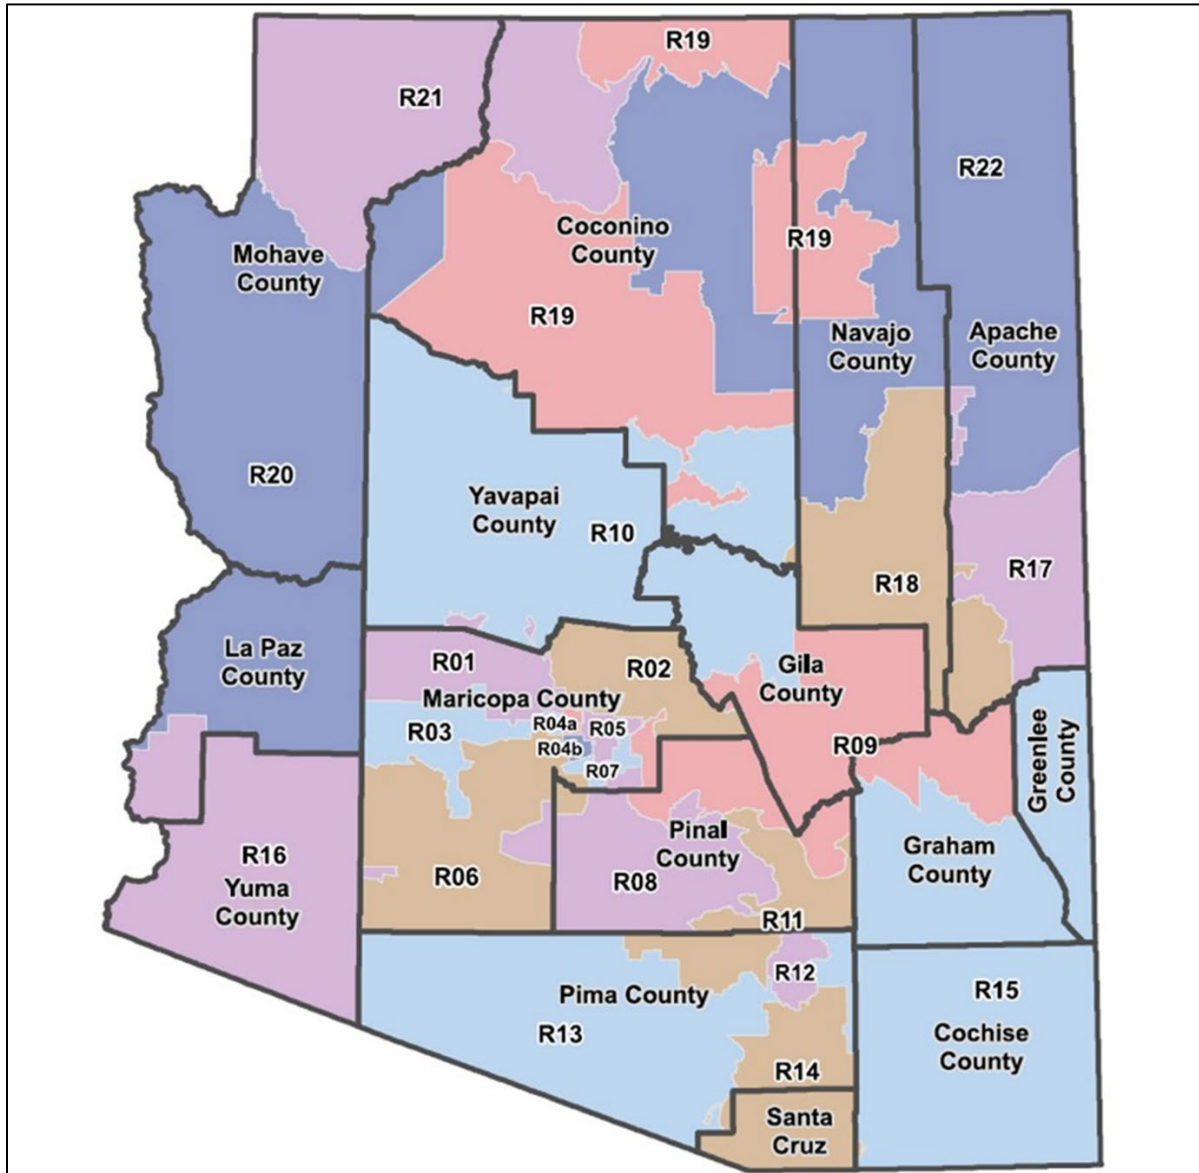 R19
R21
R22
Coconino
County
R19
Mohave
County
R19
Navajo
County
Apache
County
R20
Yavapai
County
R10
R18
R17
La Paz
County
R01
R02
Gila
County
Maricopa County
R03
R04a
R05
R04b
R07
R09
Greenlee
County
Pinal
County
Graham
County
R16
Yuma
County
R06
R08
R11
R12
Pima County
R13
R14
R15
Cochise
County
Santa
Cruz